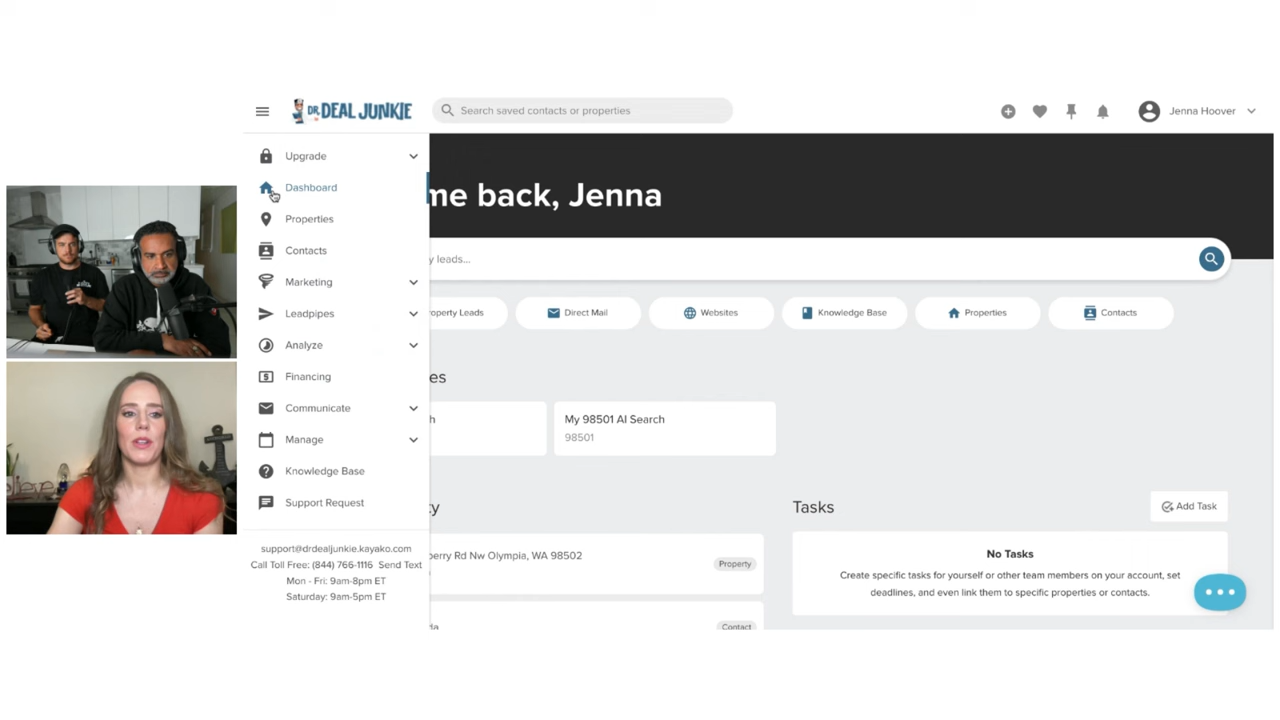 DR. DEAL JUNKIE
Search saved contacts or properties
Jenna Hoover
Upgrade
Dashboard
Properties
Contacts
Marketing
Leadpipes
Analyze
Financing
Communicate
Manage
Knowledge Base
Support Request
support@drdealjunkie.kayako.com
Call Toll Free: (844) 766-1116 Send Text
Mon - Fri: 9am-8pm ET
Saturday: 9am-5pm ET
me back, Jenna
y leads...
operty Leads
Direct Mail
Websites
Knowledge Base
Properties
Contacts
es
h
My 98501 AI Search
98501
ty
perry Rd Nw Olympia, WA 98502
Property
da
Contact
Tasks
Add Task
No Tasks
Create specific tasks for yourself or other team members on your account, set
deadlines, and even link them to specific properties or contacts.